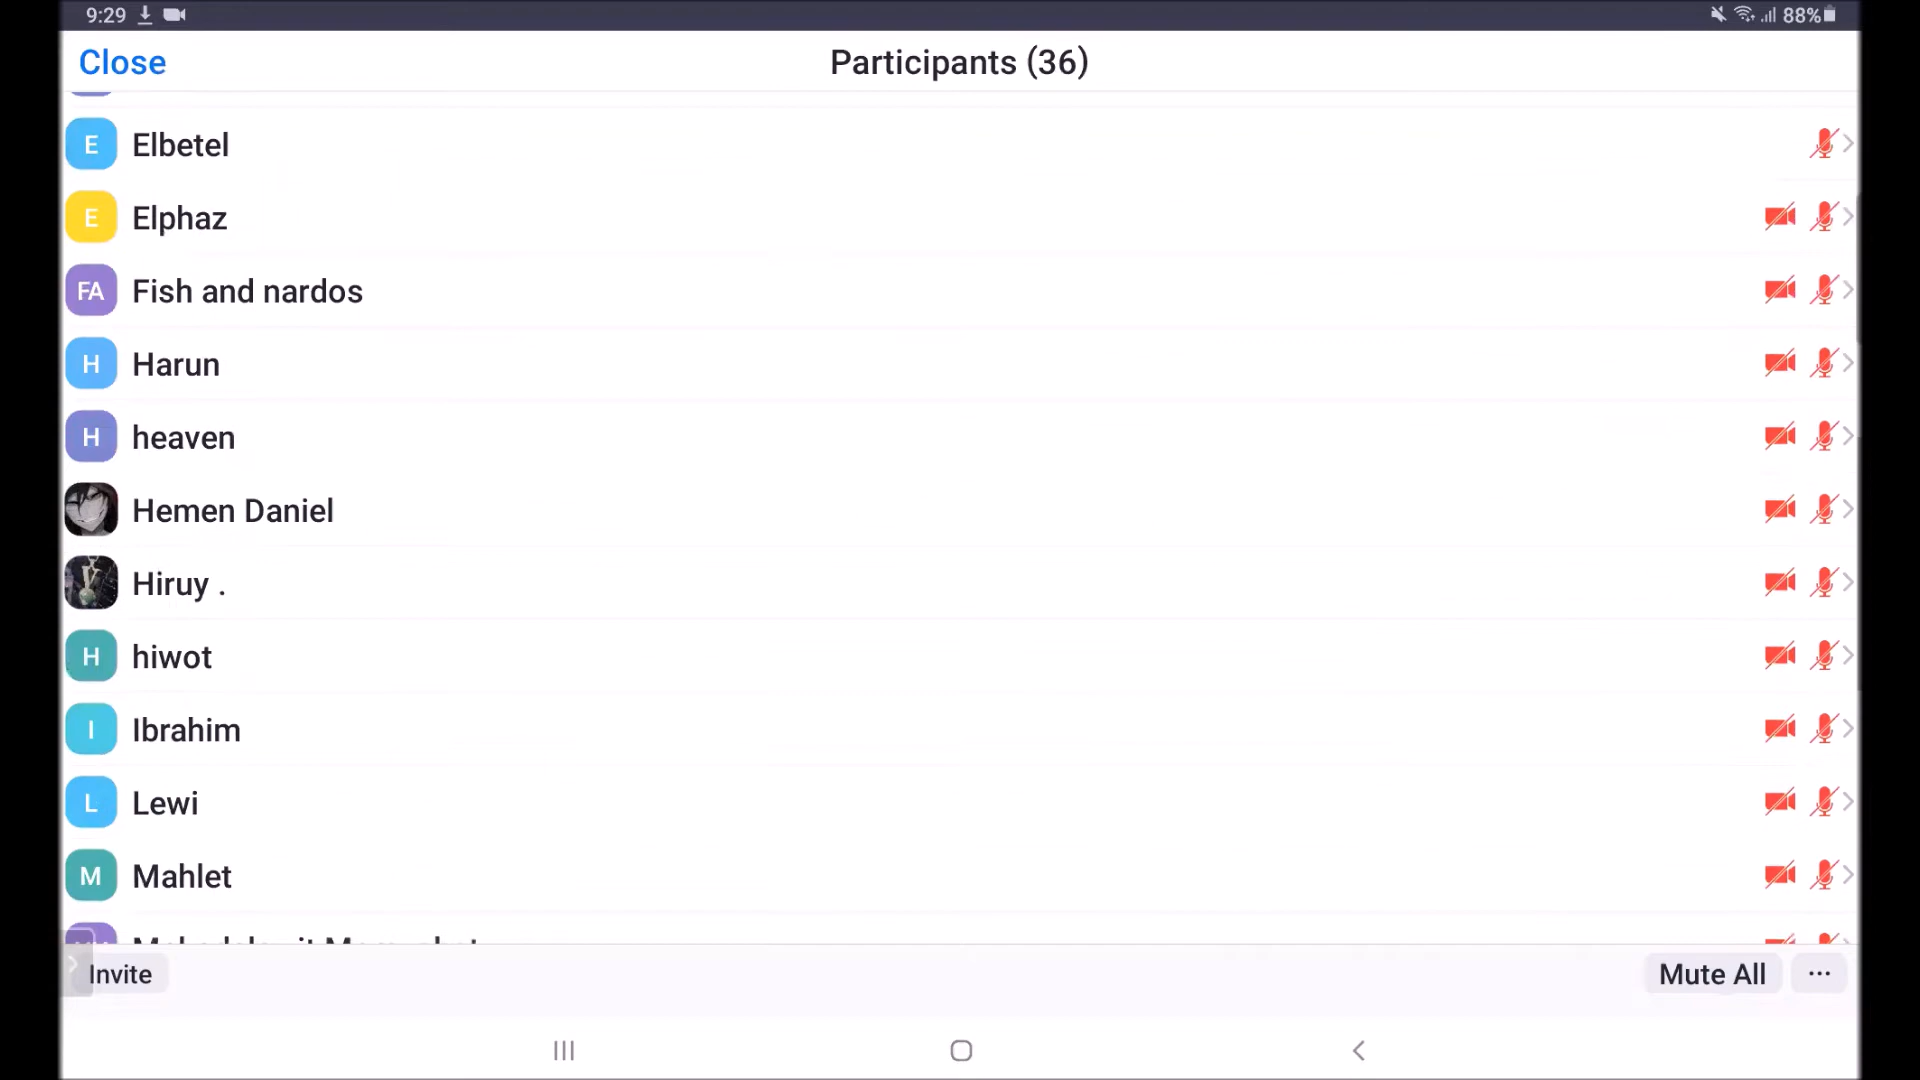 9:29 88%
Close Participants (36)
E Elbetel
E Elphaz
FA Fish and nardos
H Harun
H heaven
Hemen Daniel
Hiruy .
H hiwot
I Ibrahim
L Lewi
M Mahlet
Invite Mute All ...